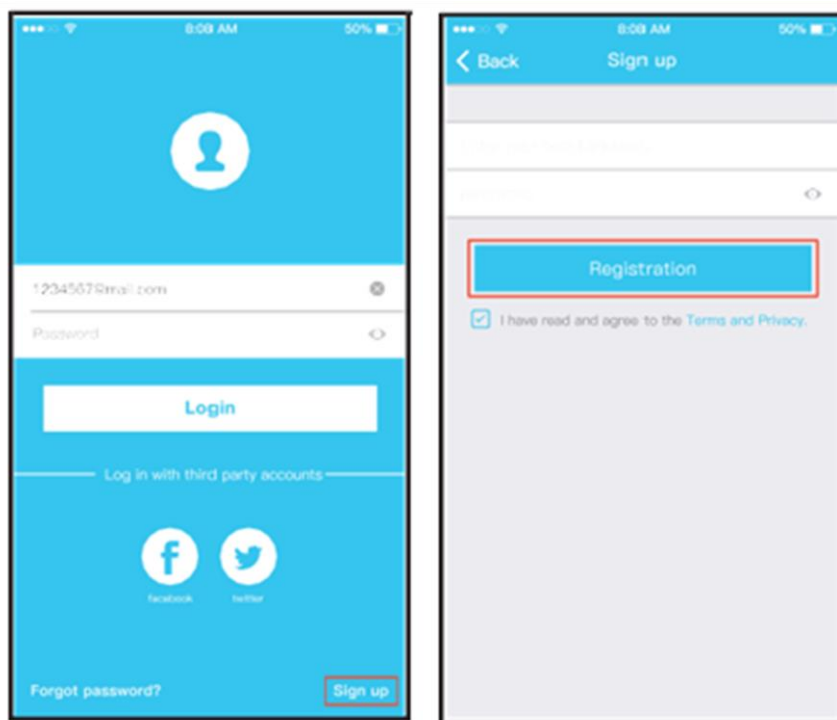 8:08 AM 50%
1234567@mail.com
Password
Login
Log in with third party accounts
facebook twitter
Forgot password? Sign up
8:08 AM 50%
Back Sign up
Registration
I have read and agree to the Terms and Privacy.